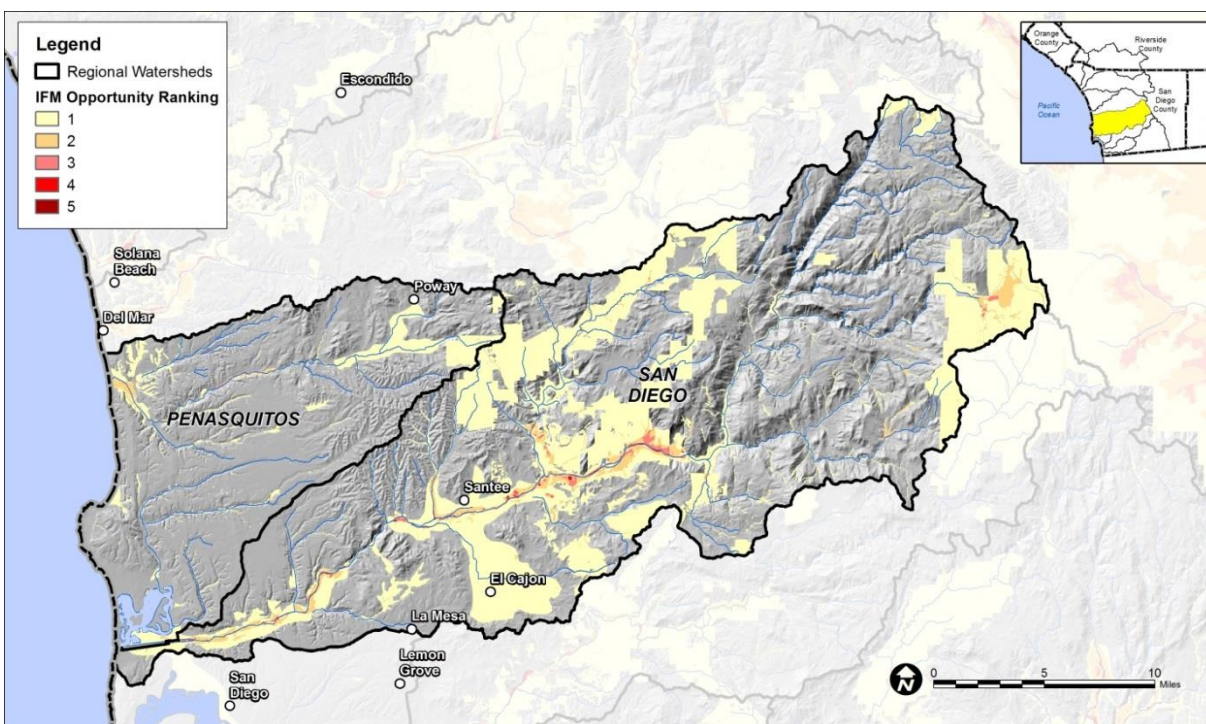 Legend
Regional Watersheds
IFM Opportunity Ranking
1
2
3
4
5
Orange
County
Riverside
County
San
Diego
County
Pacific
Ocean
Escondido
Solana
Beach
Del Mar
Poway
PENASQUITOS
SAN
DIEGO
Santee
El Cajon
La Mesa
Lemon
Grove
San
Diego
N
0
5
10
Miles